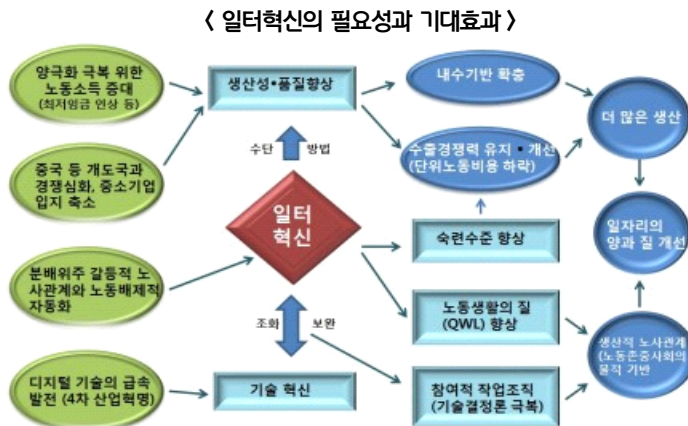 < 일터혁신의 필요성과 기대효과 >
양극화 극복 위한
노동소득 증대
(최저임금 인상 등)
생산성•품질향상
내수기반 확충
더 많은 생산
수단
방법
수출경쟁력 유지 • 개선
(단위노동비용 하락)
중국 등 개도국과
경쟁심화, 중소기업
입지 축소
일터
혁신
숙련수준 향상
일자리의
양과 질 개선
분배위주 갈등적 노
사관계와 노동배제적
자동화
노동생활의 질
(QWL) 향상
조화
보완
생산적 노사관계
(노동존중사회의
물적 기반
디지털 기술의 급속
발전 (4차 산업혁명)
기술 혁신
참여적 작업조직
(기술결정론 극복)